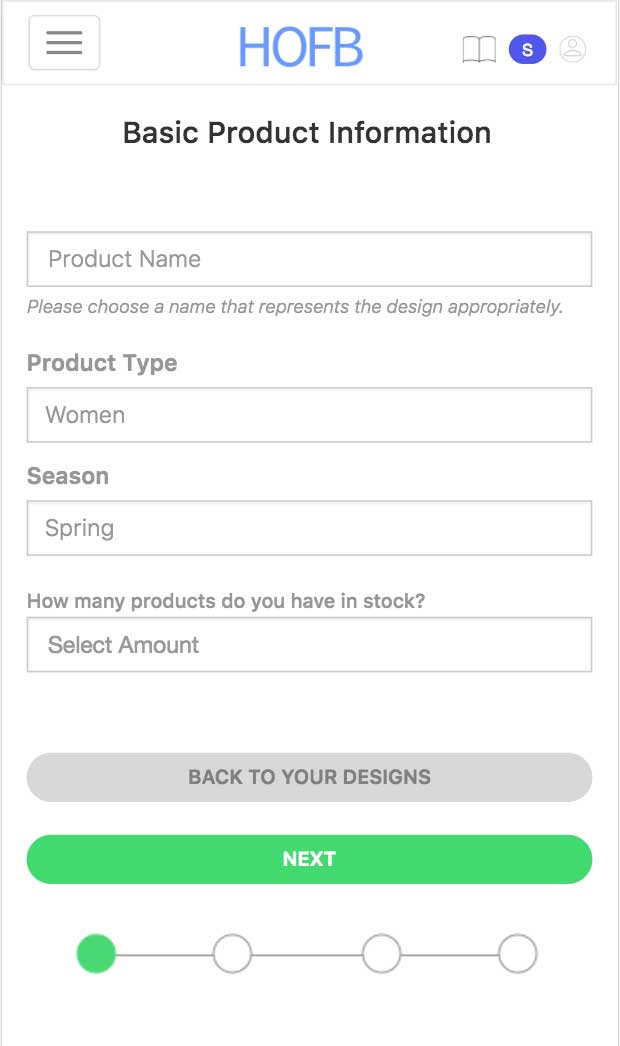 HOFB
S
Basic Product Information
Product Name
Please choose a name that represents the design appropriately.
Product Type
Women
Season
Spring
How many products do you have in stock?
Select Amount
BACK TO YOUR DESIGNS
NEXT